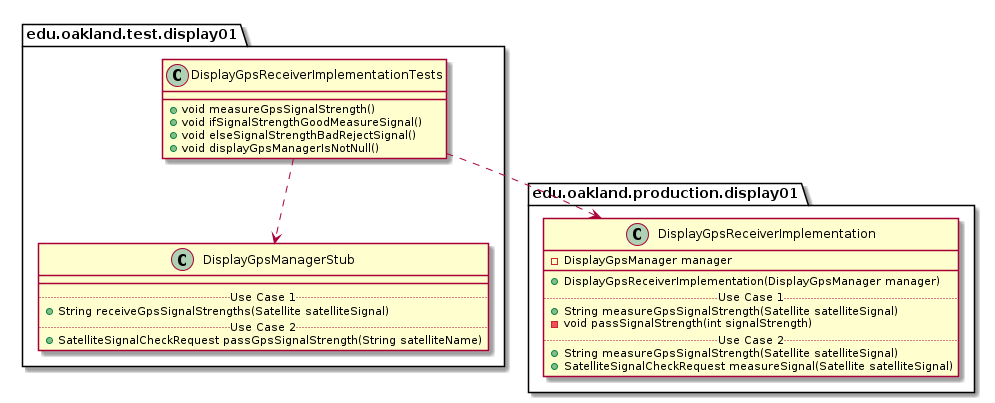 edu.oakland.test.display01
C DisplayGpsReceiverImplementationTests
void measureGpsSignalStrength()
void ifSignalStrengthGoodMeasureSignal()
void elseSignalStrengthBadRejectSignal()
void displayGpsManagerIsNotNull()
C DisplayGpsManagerStub
Use Case 1
String receiveGpsSignalStrengths(Satellite satelliteSignal)
Use Case 2
SatelliteSignalCheckRequest passGpsSignalStrength(String satelliteName)
edu.oakland.production.display01
C DisplayGpsReceiverImplementation
DisplayGpsManager manager
DisplayGpsReceiverImplementation(DisplayGpsManager manager)
Use Case 1
String measureGpsSignalStrength(Satellite satelliteSignal)
void passSignalStrength(int signalStrength)
Use Case 2
String measureGpsSignalStrength(Satellite satelliteSignal)
SatelliteSignalCheckRequest measureSignal(Satellite satelliteSignal)